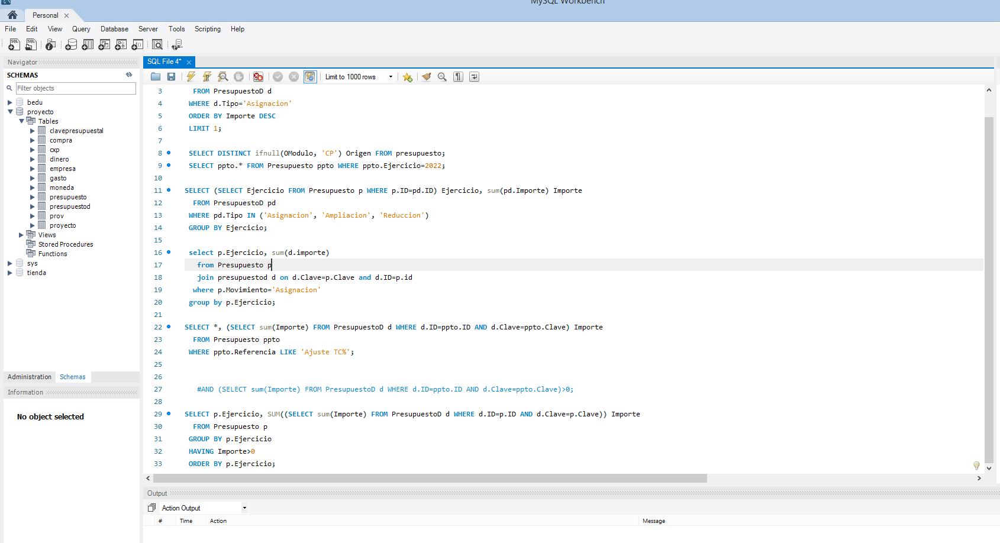 MySQL Workbench
Personal
File Edit View Query Database Server Tools Scripting Help
Navigator
SCHEMAS
Filter objects
bedu
proyecto
Tables
clavepresupuestal
compra
cxp
dinero
empresa
gasto
moneda
presupuesto
presupuestod
prov
proyecto
Views
Stored Procedures
Functions
sys
tienda
Administration Schemas
Information
No object selected
SQL File 4*
Limit to 1000 rows
3 FROM PresupuestoD d
4 WHERE d.Tipo='Asignacion'
5 ORDER BY Importe DESC
6 LIMIT 1;
7
8 SELECT DISTINCT ifnull(OModulo, 'CP') Origen FROM presupuesto;
9 SELECT ppto.* FROM Presupuesto ppto WHERE ppto.Ejercicio=2022;
10
11 SELECT (SELECT Ejercicio FROM Presupuesto p WHERE p.ID=pd.ID) Ejercicio, sum(pd.Importe) Importe
12 FROM PresupuestoD pd
13 WHERE pd.Tipo IN ('Asignacion', 'Ampliacion', 'Reduccion')
14 GROUP BY Ejercicio;
15
16 select p.Ejercicio, sum(d.importe)
17 from Presupuesto p
18 join presupuestod d on d.Clave=p.Clave and d.ID=p.id
19 where p.Movimiento='Asignacion'
20 group by p.Ejercicio;
21
22 SELECT *, (SELECT sum(Importe) FROM PresupuestoD d WHERE d.ID=ppto.ID AND d.Clave=ppto.Clave) Importe
23 FROM Presupuesto ppto
24 WHERE ppto.Referencia LIKE 'Ajuste TC%';
25
26
27 #AND (SELECT sum(Importe) FROM PresupuestoD d WHERE d.ID=ppto.ID AND d.Clave=ppto.Clave)>0;
28
29 SELECT p.Ejercicio, SUM((SELECT sum(Importe) FROM PresupuestoD d WHERE d.ID=p.ID AND d.Clave=p.Clave)) Importe
30 FROM Presupuesto p
31 GROUP BY p.Ejercicio
32 HAVING Importe>0
33 ORDER BY p.Ejercicio;
Output
Action Output
# Time Action Message